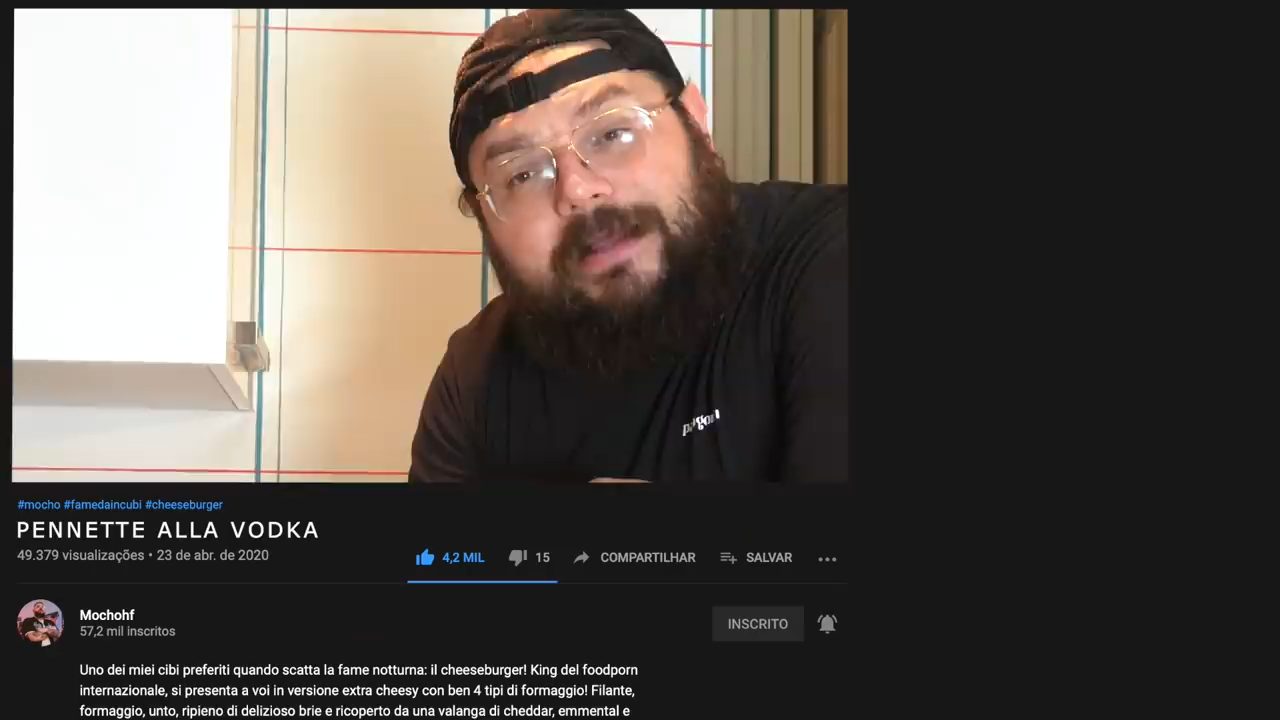 #mocho #famedaincubi #cheeseburger
PENNETTE ALLA VODKA
49.379 visualizações • 23 de abr. de 2020
4,2 MIL 15 COMPARTILHAR SALVAR
Mochohf
57,2 mil inscritos
INSCRITO
Uno dei miei cibi preferiti quando scatta la fame notturna: il cheeseburger! King del foodporn
internazionale, si presenta a voi in versione extra cheesy con ben 4 tipi di formaggio! Filante,
formaggio, unto, ripieno di delizioso brie e ricoperto da una valanga di cheddar, emmental e